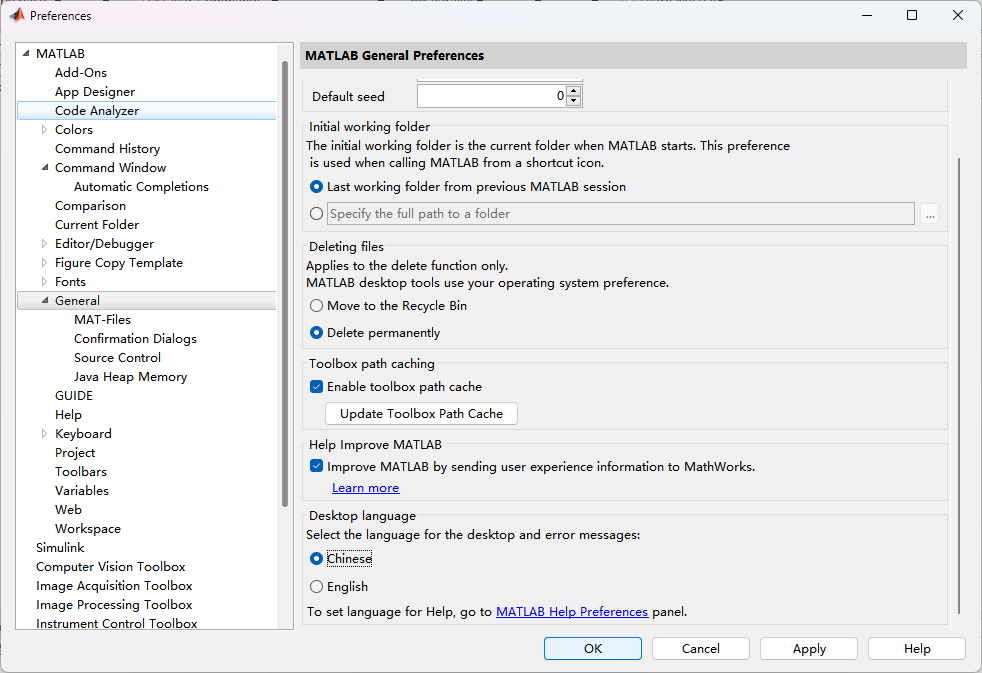 Preferences
MATLAB
Add-Ons
App Designer
Code Analyzer
Colors
Command History
Command Window
Automatic Completions
Comparison
Current Folder
Editor/Debugger
Figure Copy Template
Fonts
General
MAT-Files
Confirmation Dialogs
Source Control
Java Heap Memory
GUIDE
Help
Keyboard
Project
Toolbars
Variables
Web
Workspace
Simulink
Computer Vision Toolbox
Image Acquisition Toolbox
Image Processing Toolbox
Instrument Control Toolbox
MATLAB General Preferences
Default seed 0
Initial working folder
The initial working folder is the current folder when MATLAB starts. This preference
is used when calling MATLAB from a shortcut icon.
Last working folder from previous MATLAB session
Specify the full path to a folder ...
Deleting files
Applies to the delete function only.
MATLAB desktop tools use your operating system preference.
Move to the Recycle Bin
Delete permanently
Toolbox path caching
Enable toolbox path cache
Update Toolbox Path Cache
Help Improve MATLAB
Improve MATLAB by sending user experience information to MathWorks.
Learn more
Desktop language
Select the language for the desktop and error messages:
Chinese
English
To set language for Help, go to MATLAB Help Preferences panel.
OK Cancel Apply Help